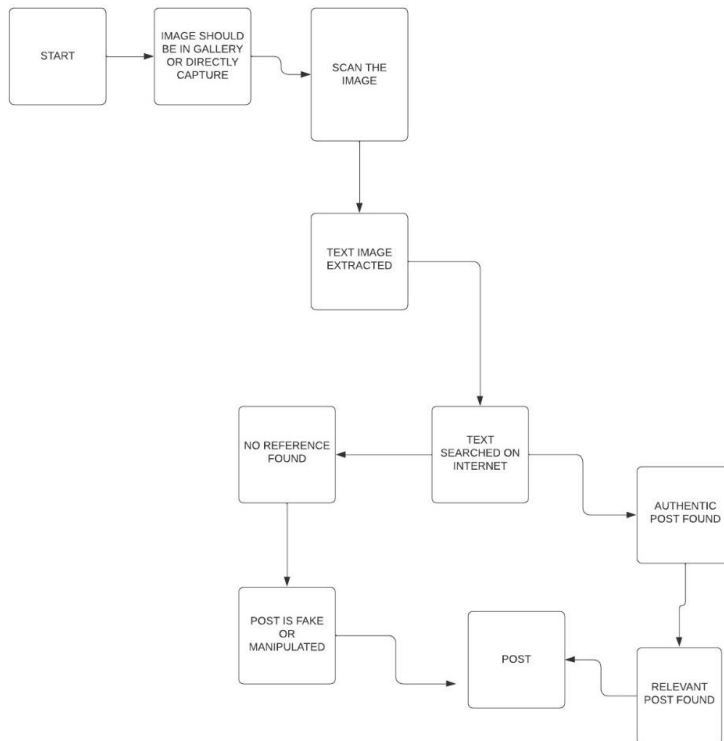 START
IMAGE SHOULD
BE IN GALLERY
OR DIRECTLY
CAPTURE
SCAN THE
IMAGE
TEXT IMAGE
EXTRACTED
TEXT
SEARCHED ON
INTERNET
NO REFERENCE
FOUND
AUTHENTIC
POST FOUND
POST IS FAKE
OR
MANIPULATED
POST
RELEVANT
POST FOUND